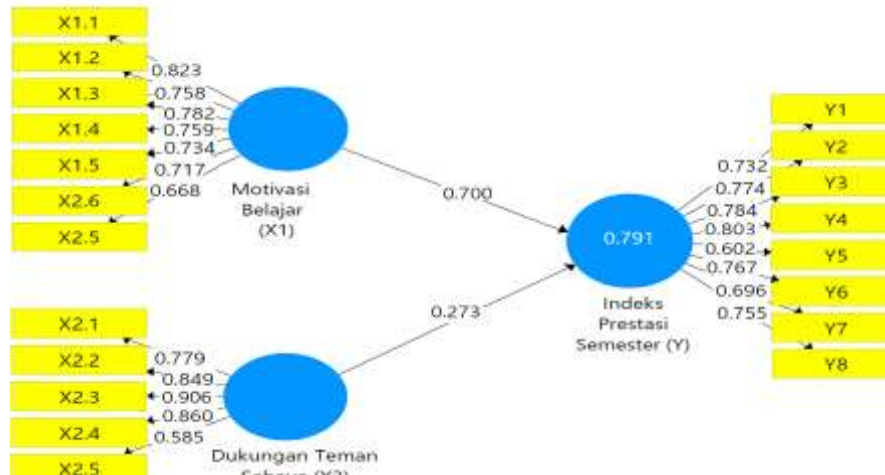 X1.1
X1.2
X1.3
X1.4
X1.5
X2.6
X2.5
0.823
0.758
0.782
0.759
0.734
0.717
0.668
Motivasi
Belajar
(X1)
0.700
X2.1
X2.2
X2.3
X2.4
X2.5
0.779
0.849
0.906
0.860
0.585
Dukungan Teman
0.273
0.791
Indeks
Prestasi
Semester (Y)
0.732
0.774
0.784
0.803
0.602
0.767
0.696
0.755
Y1
Y2
Y3
Y4
Y5
Y6
Y7
Y8